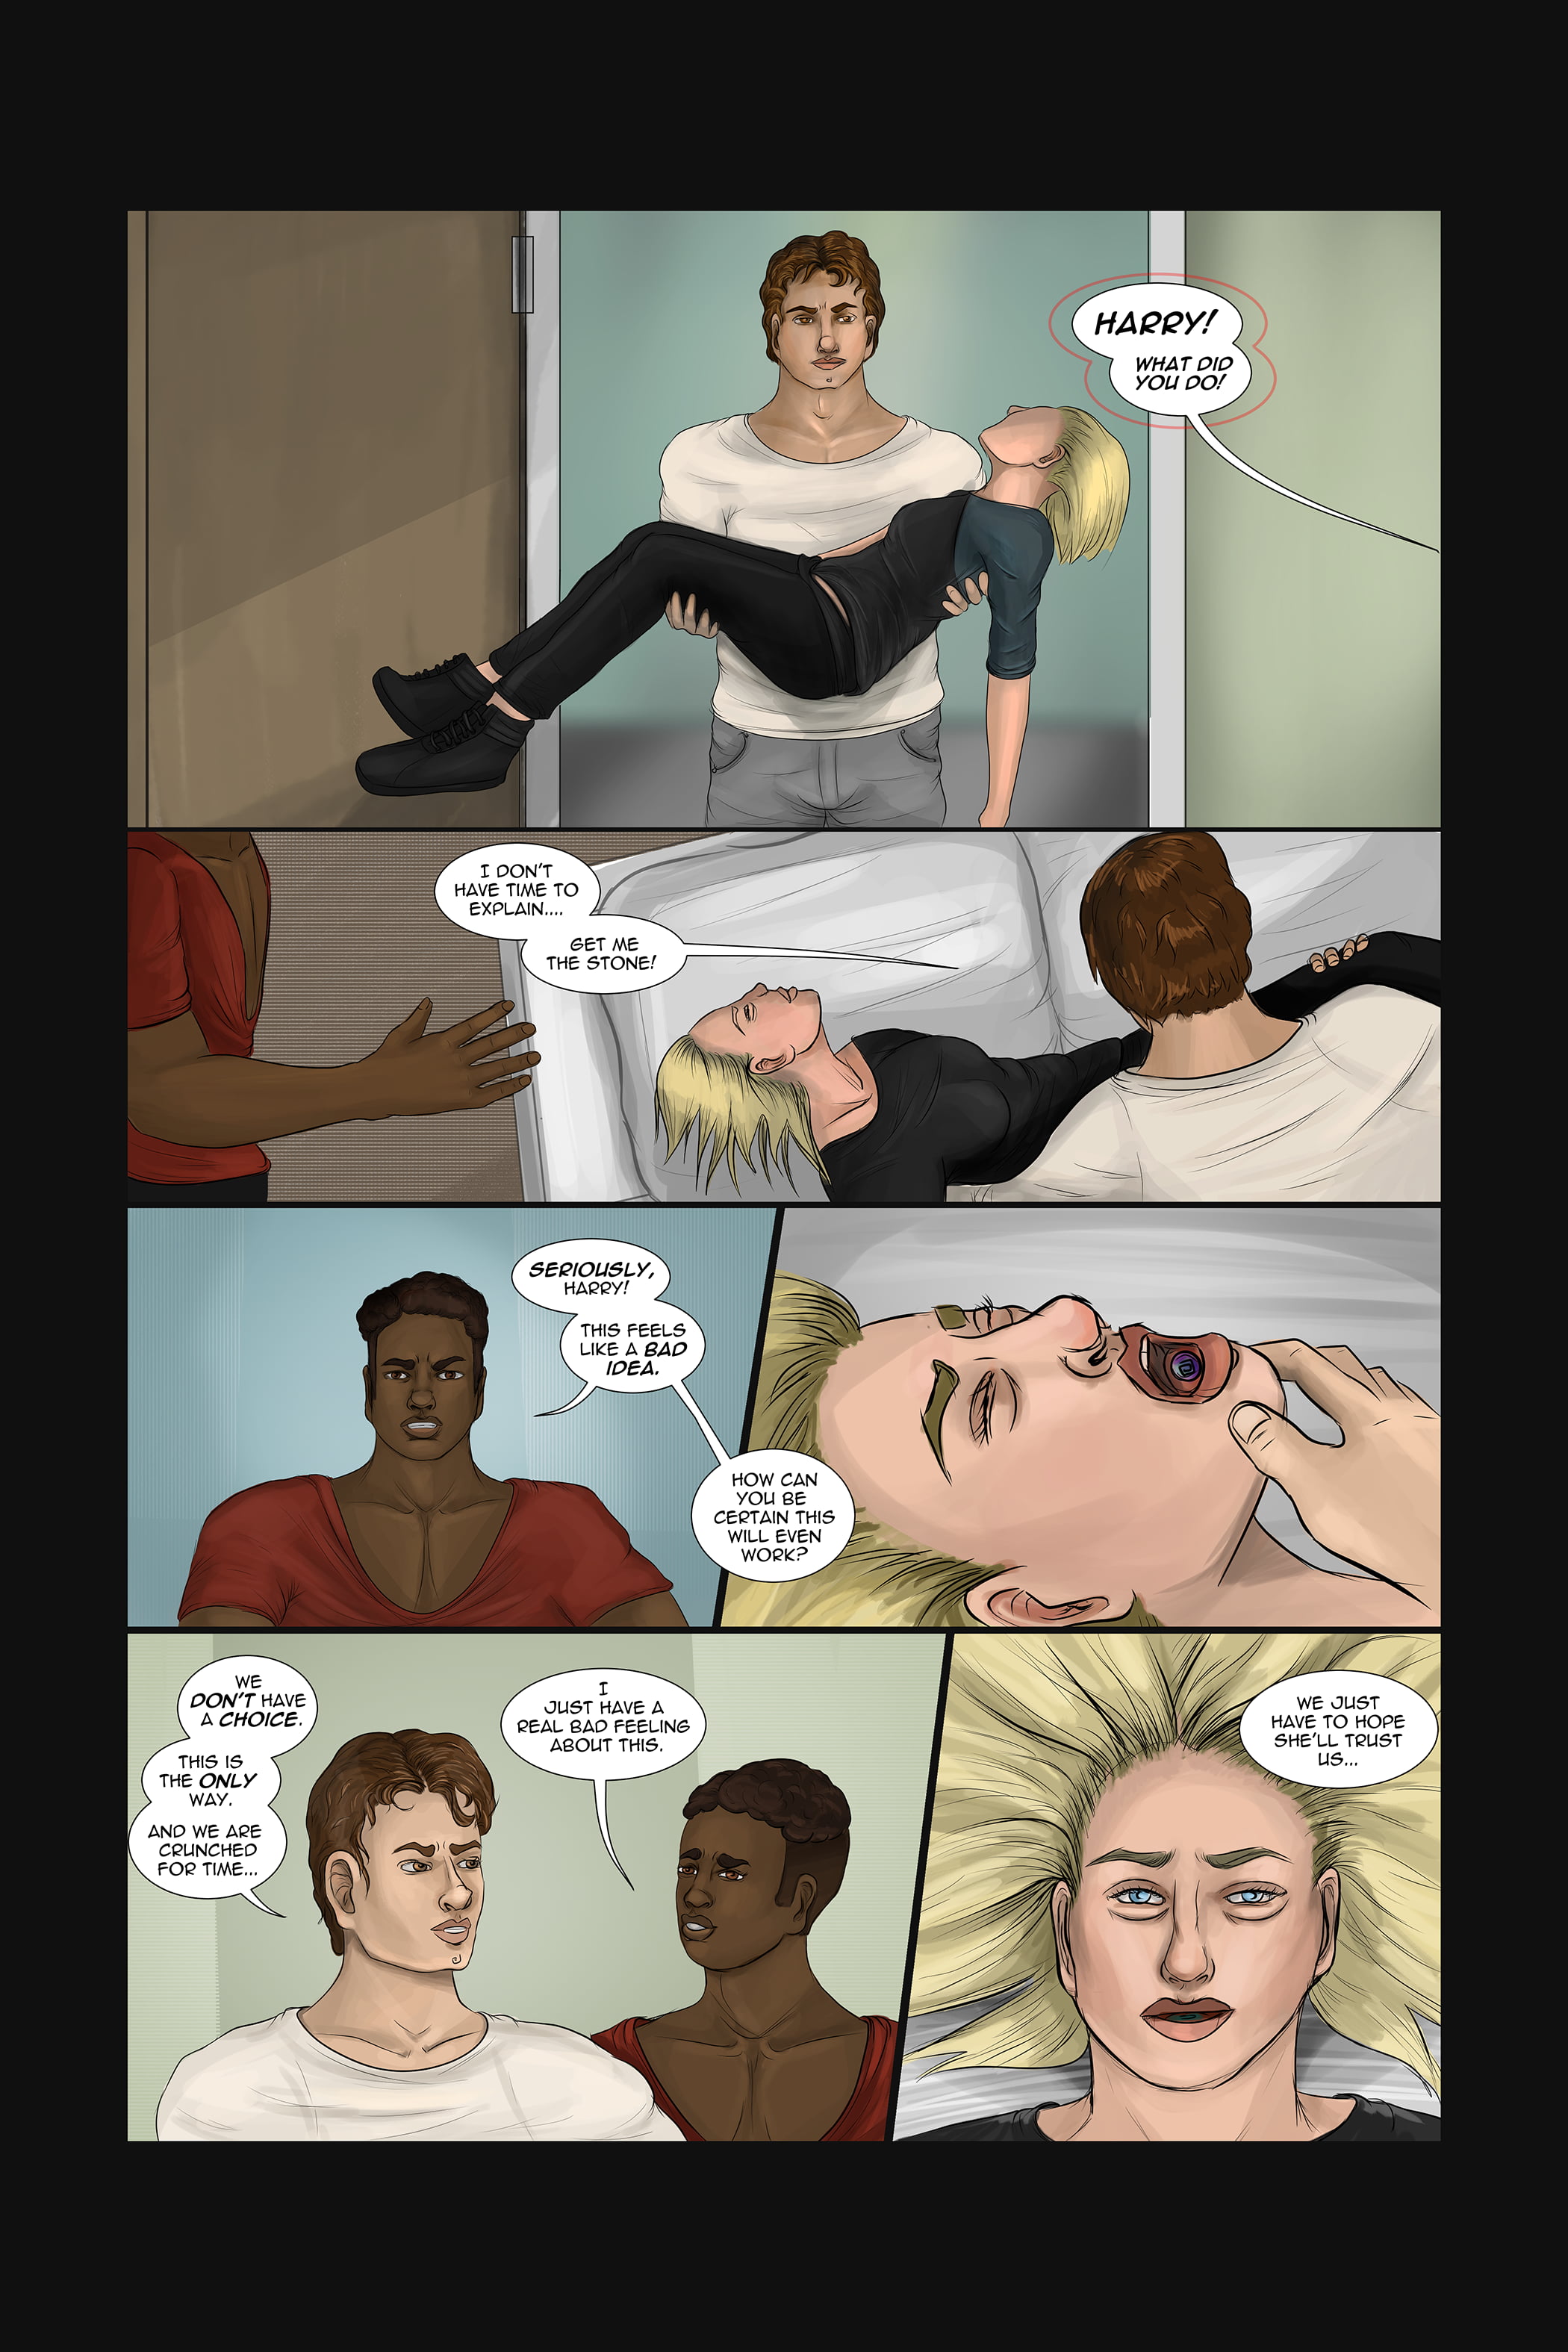 HARRY!
WHAT DID
YOU DO!
I DON'T
HAVE TIME TO
EXPLAIN....
GET ME
THE STONE!
SERIOUSLY,
HARRY!
THIS FEELS
LIKE A BAD
IDEA.
HOW CAN
YOU BE
CERTAIN THIS
WILL EVEN
WORK?
WE
DON'T HAVE
A CHOICE.
THIS IS
THE ONLY
WAY.
AND WE ARE
CRUNCHED
FOR TIME...
I
JUST HAVE A
REAL BAD FEELING
ABOUT THIS.
WE JUST
HAVE TO HOPE
SHE'LL TRUST
US...